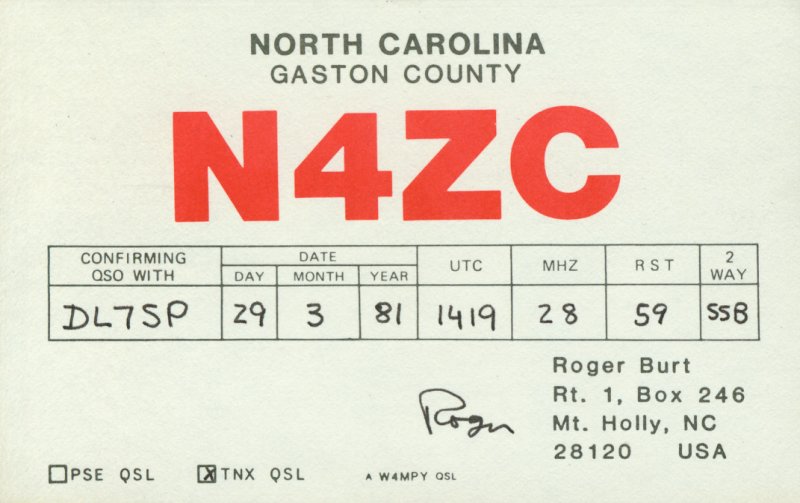 NORTH CAROLINA
GASTON COUNTY
N4ZC
CONFIRMING QSO WITH DATE DAY MONTH YEAR UTC MHZ RST 2 WAY
DL7SP 29 3 81 1419 28 59 SSB
Roger Burt
Rt. 1, Box 246
Roger
Mt. Holly, NC
28120 USA
PSE QSL X TNX QSL A W4MPY QSL